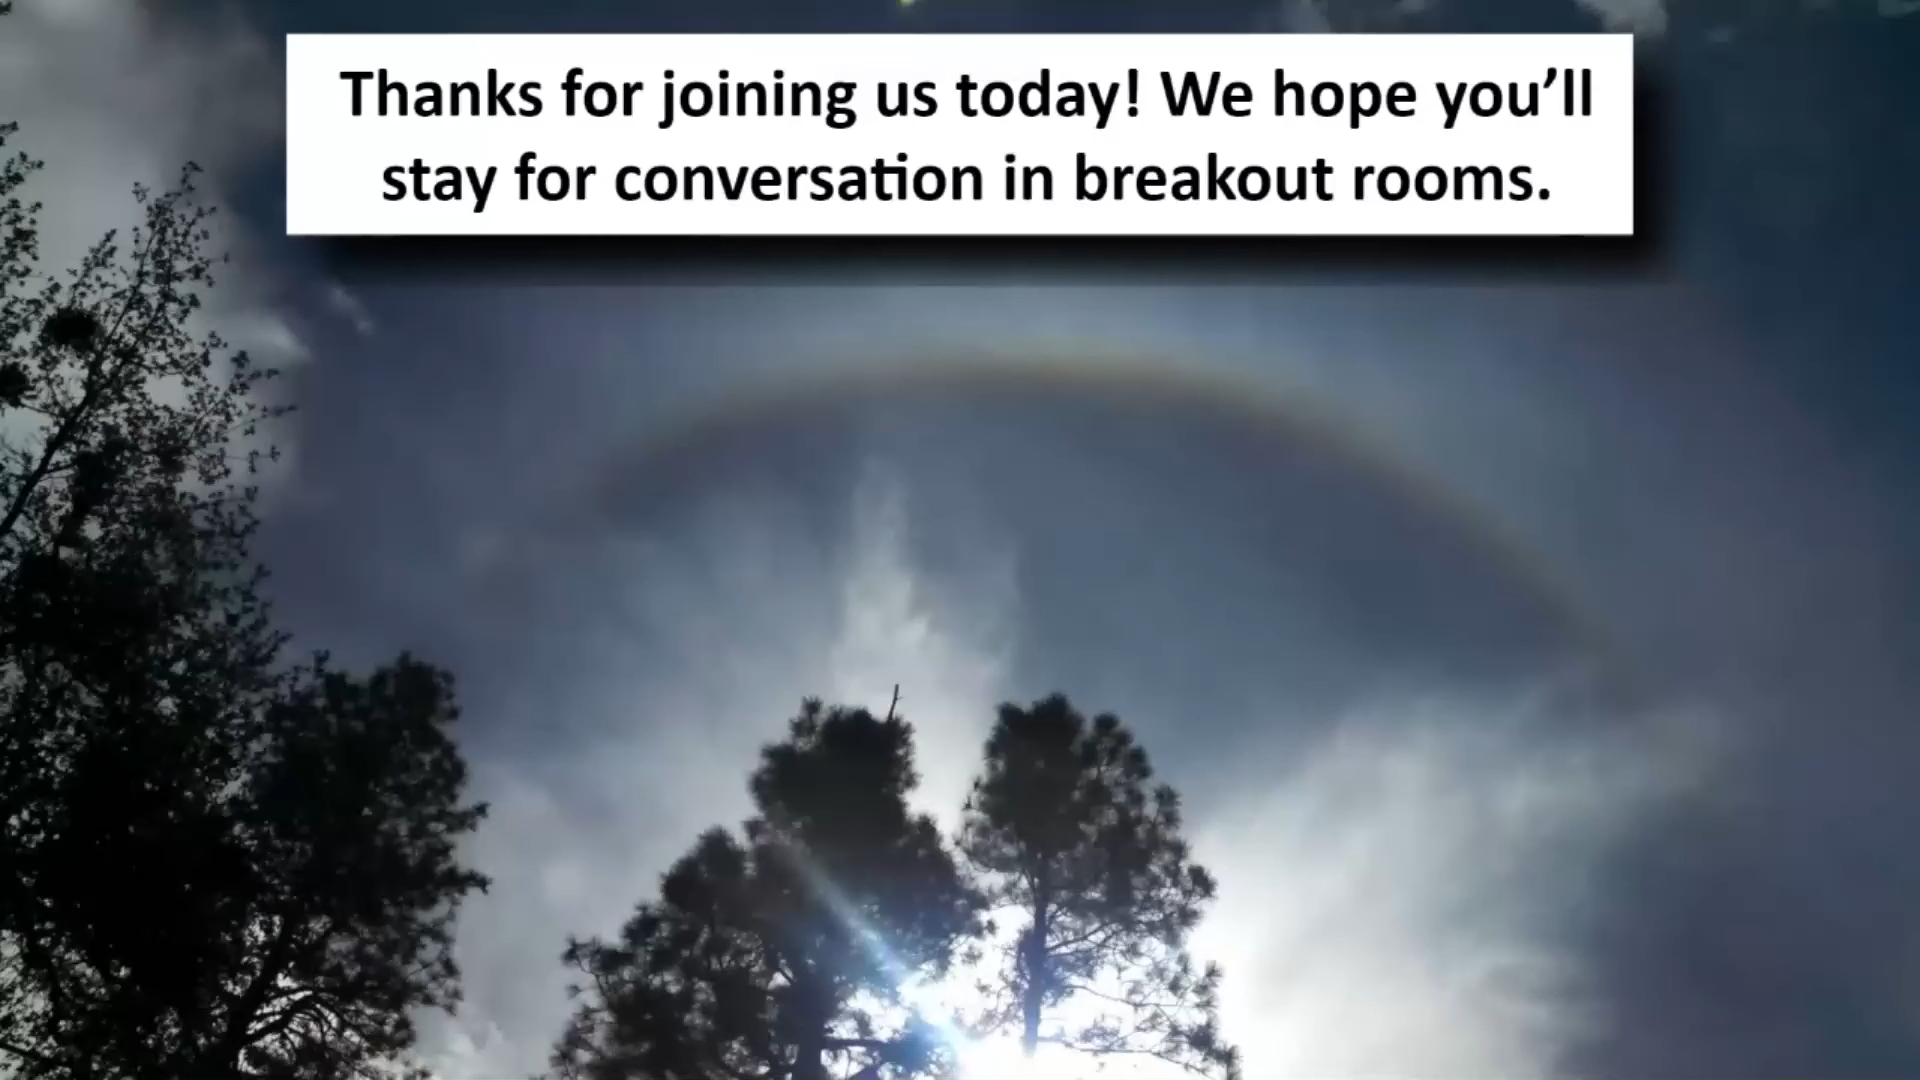 Thanks for joining us today! We hope you’ll
stay for conversation in breakout rooms.